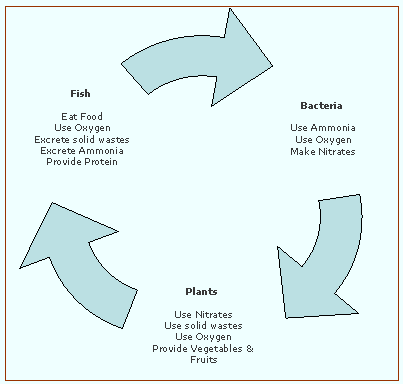 Fish
Eat Food
Use Oxygen
Excrete solid wastes
Excrete Ammonia
Provide Protein
Bacteria
Use Ammonia
Use Oxygen
Make Nitrates
Plants
Use Nitrates
Use solid wastes
Use Oxygen
Provide Vegetables &
Fruits